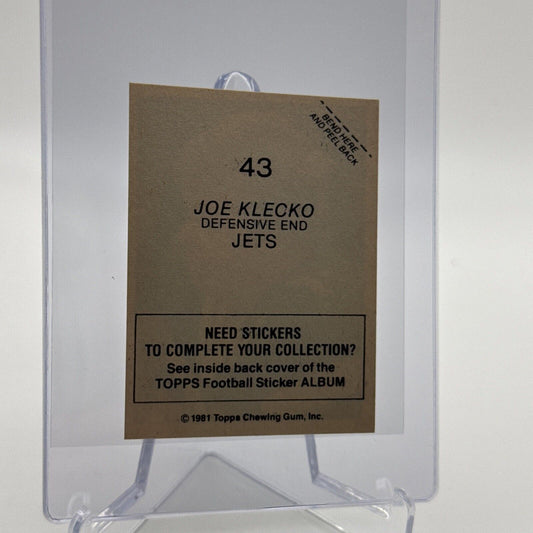 BEND HERE
AND PEEL BACK
43
JOE KLECKO
DEFENSIVE END
JETS
NEED STICKERS
TO COMPLETE YOUR COLLECTION?
See inside back cover of the
TOPPS Football Sticker ALBUM
© 1981 Topps Chewing Gum, Inc.